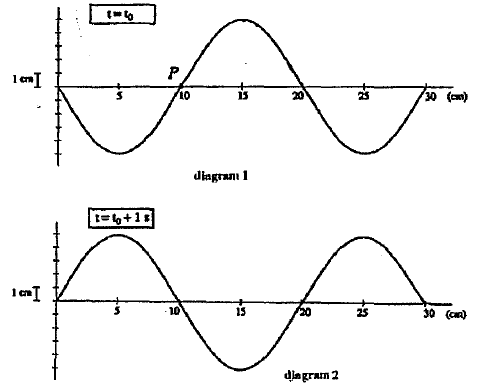 t = t₀
P
1 cm
5 10 15 20 25 30 (cm)
diagram 1
t = t₀ + 1 s
1 cm
5 10 15 20 25 30 (cm)
diagram 2